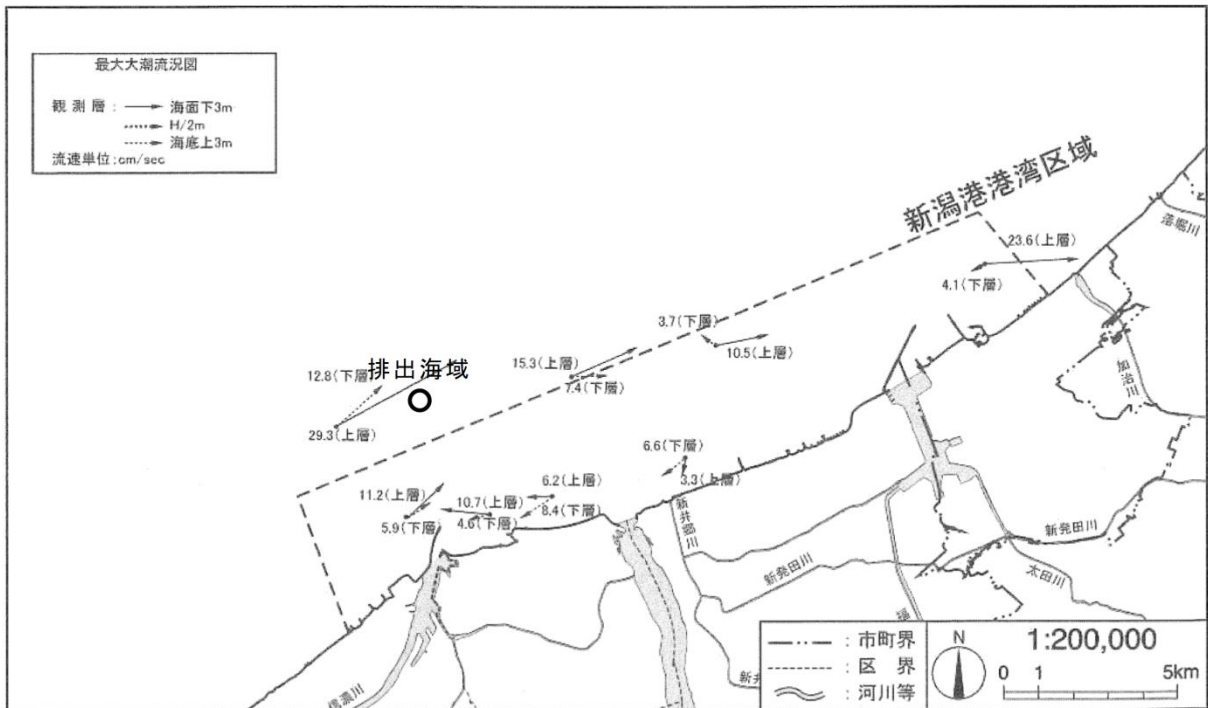 最大大潮流況図
観測層： 海面下3m
H/2m
海底上3m
流速単位:cm/sec
新潟港港湾区域
落堀川
23.6(上層)
4.1(下層)
3.7(下層)
10.5(上層)
15.3(上層)
7.4(下層)
排出海域
12.8(下層)
29.3(上層)
加治川
6.6(下層)
3.3(上層)
6.2(上層)
8.4(下層)
11.2(上層)
10.7(上層)
5.9(下層)
4.6(下層)
新井郷川
新発田川
新発田川
太田川
信濃川
新井
：市町界
：区界
：河川等
N
1:200,000
0 1 5km